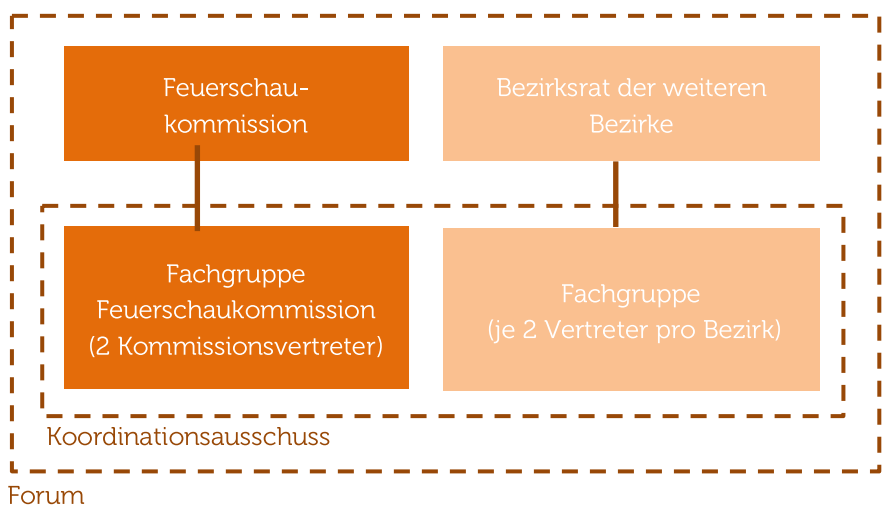 Feuerschau-
kommission
Bezirksrat der weiteren
Bezirke
Fachgruppe
Feuerschaukommission
(2 Kommissionsvertreter)
Fachgruppe
(je 2 Vertreter pro Bezirk)
Koordinationsausschuss
Forum